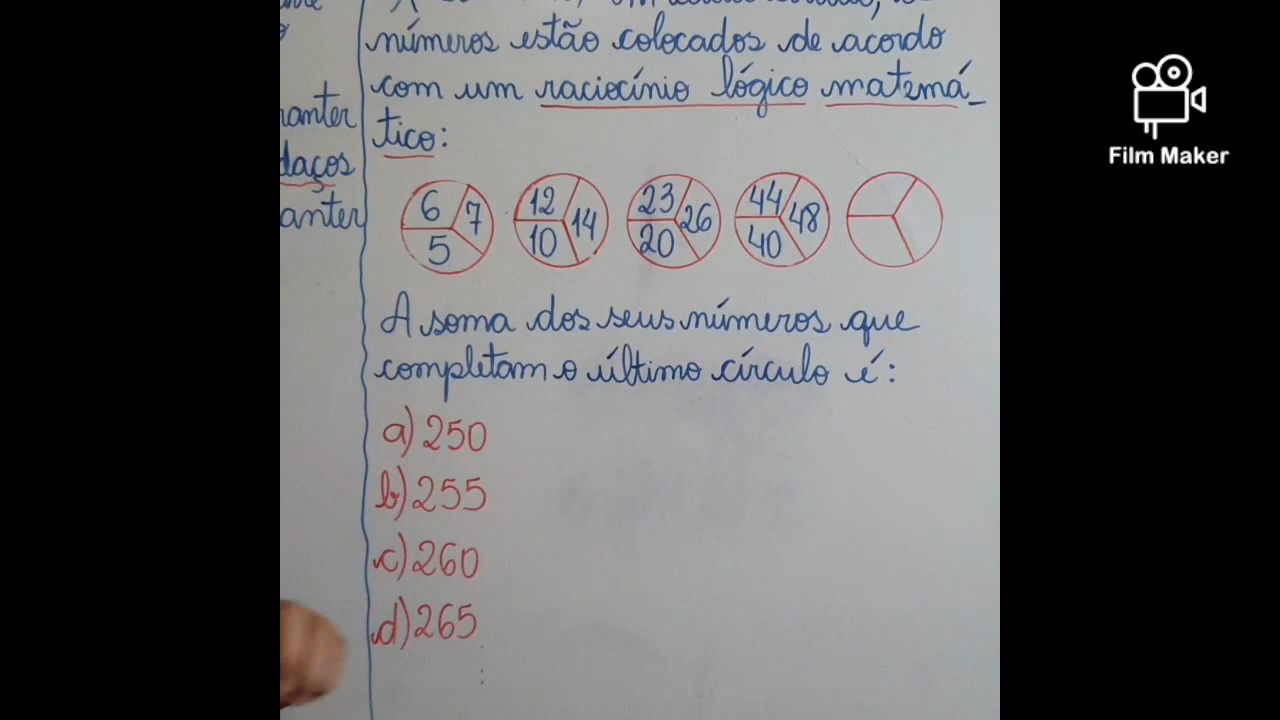 números estão colocados de acordo
com um raciocínio lógico matemá_
tico:
anter
daços
anter
6 7 5
12 14 10
23 26 20
44 48 40
A soma dos seus números que
completam o último círculo é:
a) 250
b) 255
c) 260
d) 265
Film Maker